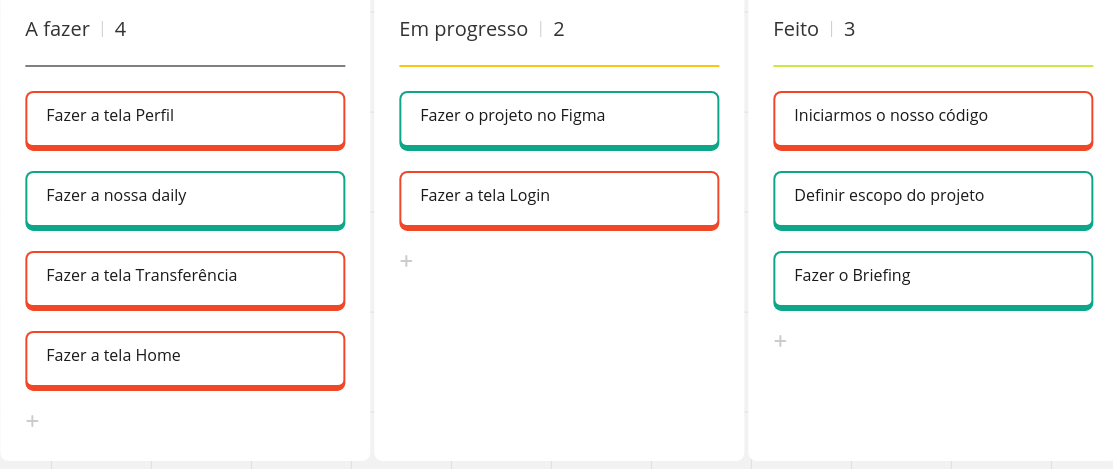 A fazer | 4
Fazer a tela Perfil
Fazer a nossa daily
Fazer a tela Transferência
Fazer a tela Home
+
Em progresso | 2
Fazer o projeto no Figma
Fazer a tela Login
+
Feito | 3
Iniciarmos o nosso código
Definir escopo do projeto
Fazer o Briefing
+